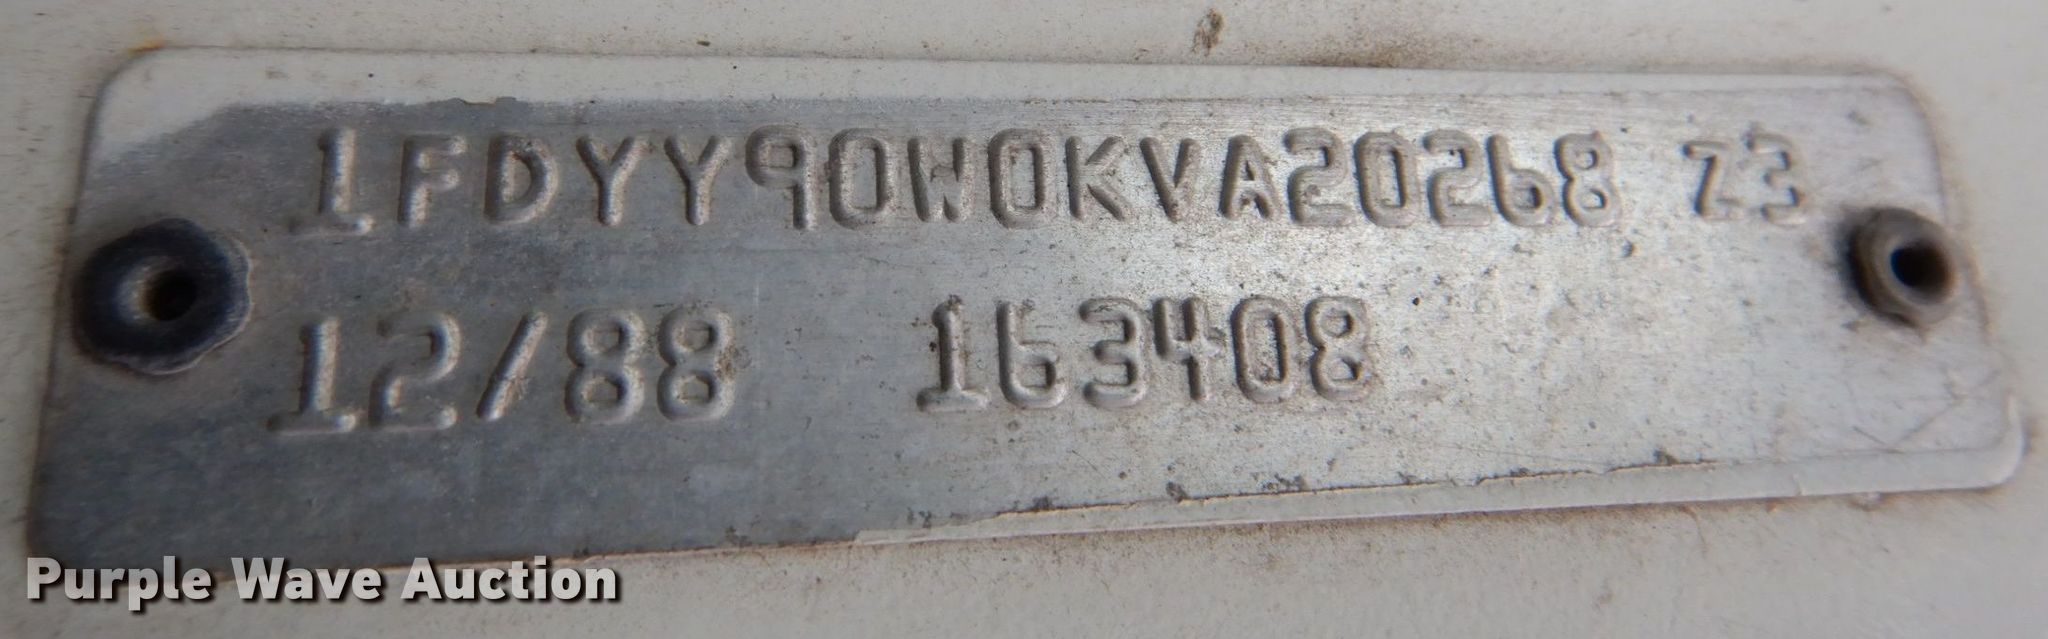 1FDYY90W0KVA20268 Z3
12/88 163408
Purple Wave Auction